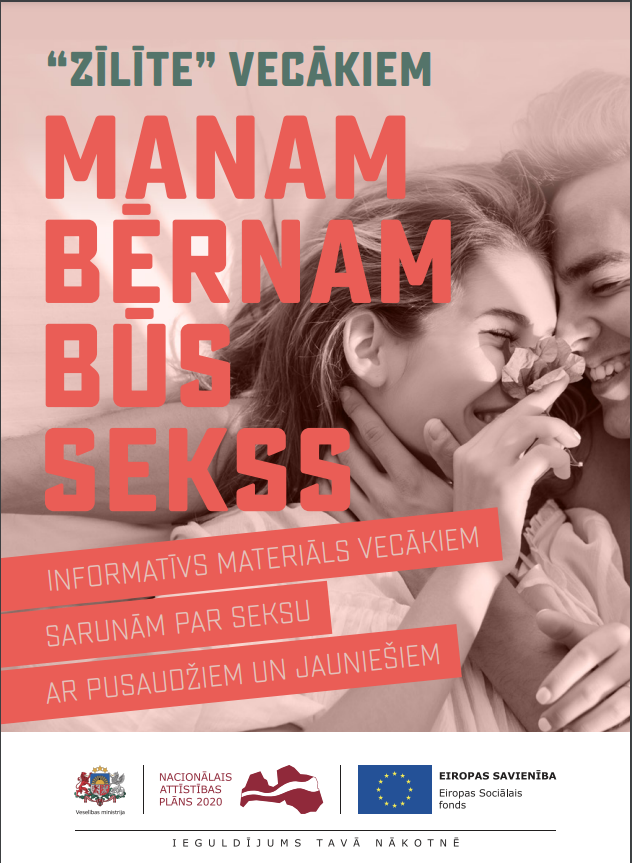 “ZĪLĪTE” VECĀKIEM
MANAM
BĒRNAM
BŪS
SEKSS
INFORMATĪVS MATERIĀLS VECĀKIEM
SARUNĀM PAR SEKSU
AR PUSAUDŽIEM UN JAUNIEŠIEM
Veselības ministrija
NACIONĀLAIS
ATTĪSTĪBAS
PLĀNS 2020
EIROPAS SAVIENĪBA
Eiropas Sociālais
fonds
IEGULDĪJUMS TAVĀ NĀKOTNĒ